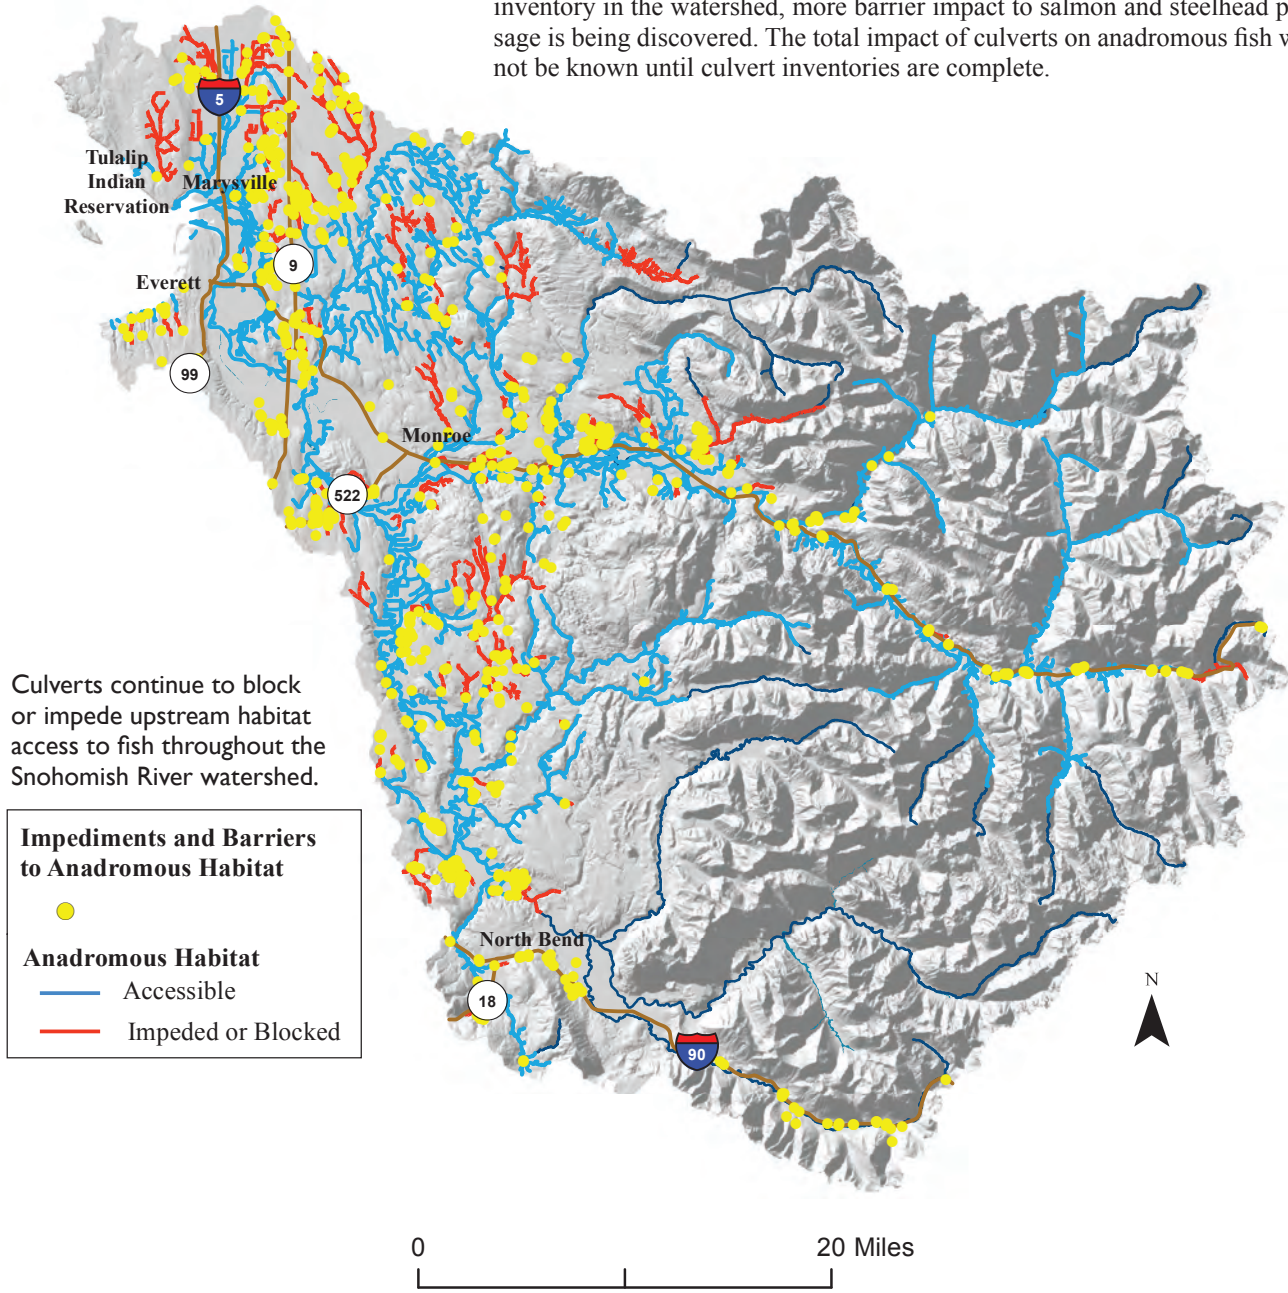 inventory in the watershed, more barrier impact to salmon and steelhead p
sage is being discovered. The total impact of culverts on anadromous fish w
not be known until culvert inventories are complete.
5
Tulalip
Indian
Reservation
Marysville
9
Everett
99
Monroe
522
Culverts continue to block
or impede upstream habitat
access to fish throughout the
Snohomish River watershed.
Impediments and Barriers
to Anadromous Habitat
Anadromous Habitat
Accessible
Impeded or Blocked
North Bend
18
90
N
0 20 Miles